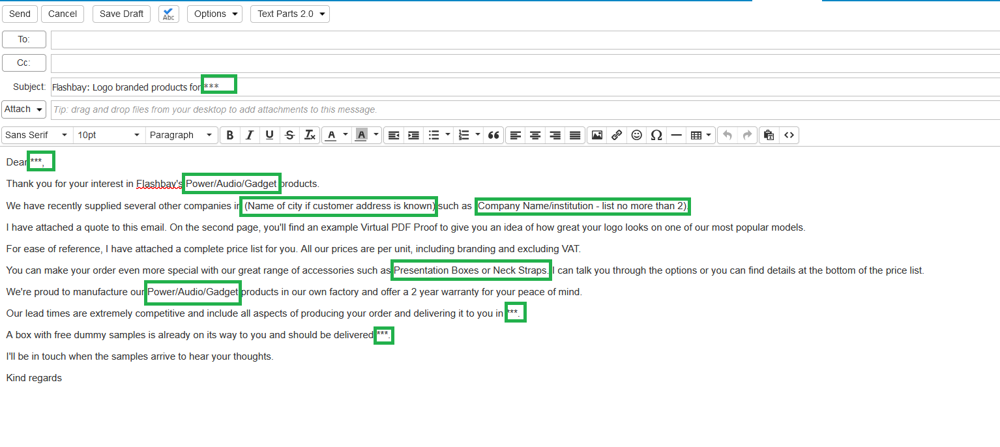 Send Cancel Save Draft Abc Options Text Parts 2.0
To:
Cc:
Subject: Flashbay: Logo branded products for ***
Attach Tip: drag and drop files from your desktop to add attachments to this message.
Sans Serif 10pt Paragraph B I U S Tx A A
Dear ***,
Thank you for your interest in Flashbay's Power/Audio/Gadget products.
We have recently supplied several other companies in (Name of city if customer address is known) such as (Company Name/institution - list no more than 2).
I have attached a quote to this email. On the second page, you'll find an example Virtual PDF Proof to give you an idea of how great your logo looks on one of our most popular models.
For ease of reference, I have attached a complete price list for you. All our prices are per unit, including branding and excluding VAT.
You can make your order even more special with our great range of accessories such as Presentation Boxes or Neck Straps. I can talk you through the options or you can find details at the bottom of the price list.
We're proud to manufacture our Power/Audio/Gadget products in our own factory and offer a 2 year warranty for your peace of mind.
Our lead times are extremely competitive and include all aspects of producing your order and delivering it to you in ***.
A box with free dummy samples is already on its way to you and should be delivered ***.
I'll be in touch when the samples arrive to hear your thoughts.
Kind regards